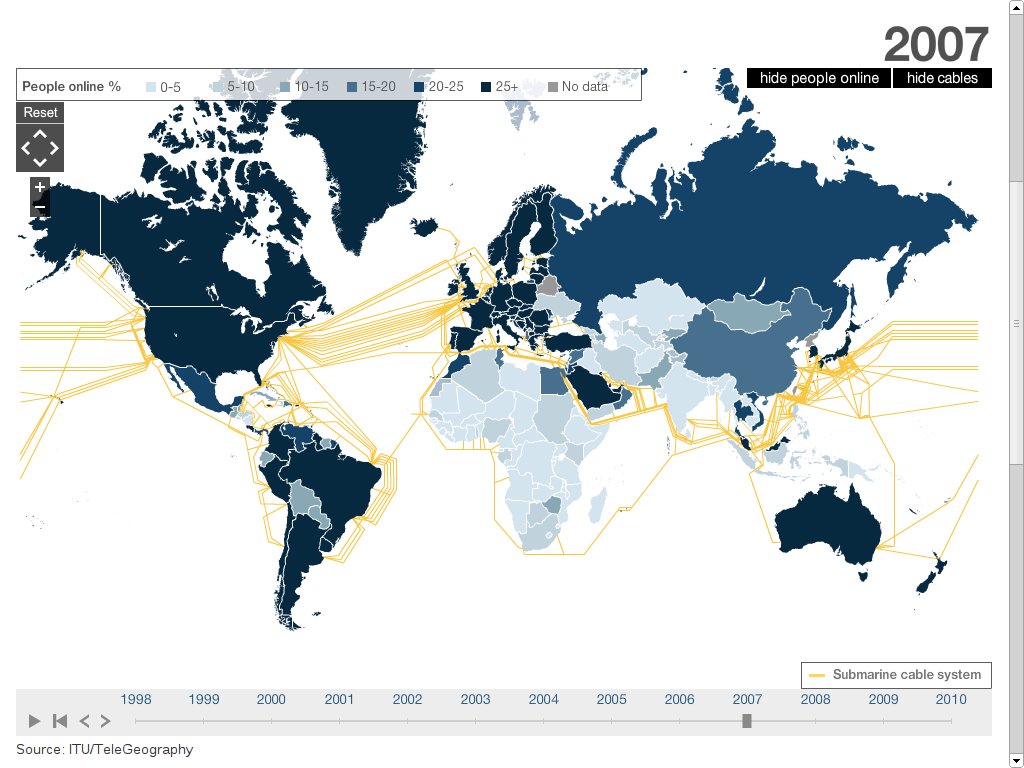 2007
hide people online hide cables
People online % 0-5 5-10 10-15 15-20 20-25 25+ No data
Reset
+
−
Submarine cable system
1998 1999 2000 2001 2002 2003 2004 2005 2006 2007 2008 2009 2010
Source: ITU/TeleGeography